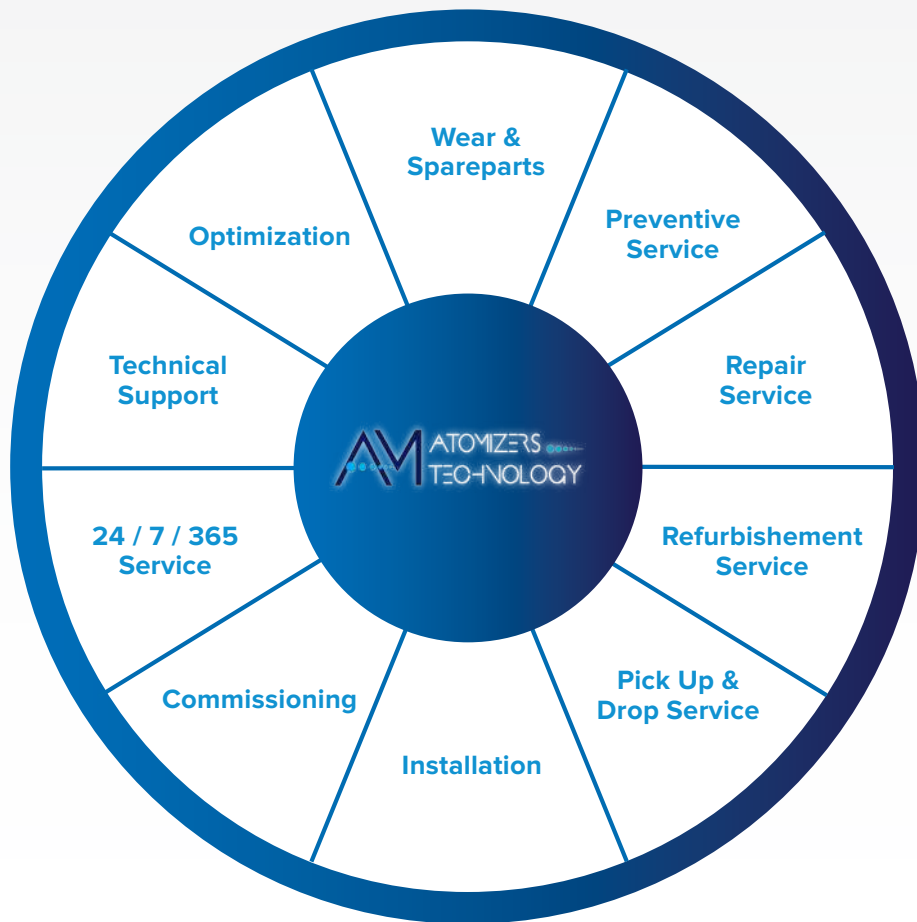 Wear &
Spareparts
Preventive
Service
Repair
Service
Refurbishement
Service
Pick Up &
Drop Service
Installation
Commissioning
24 / 7 / 365
Service
Technical
Support
Optimization
AM ATOMIZERS
TECHNOLOGY